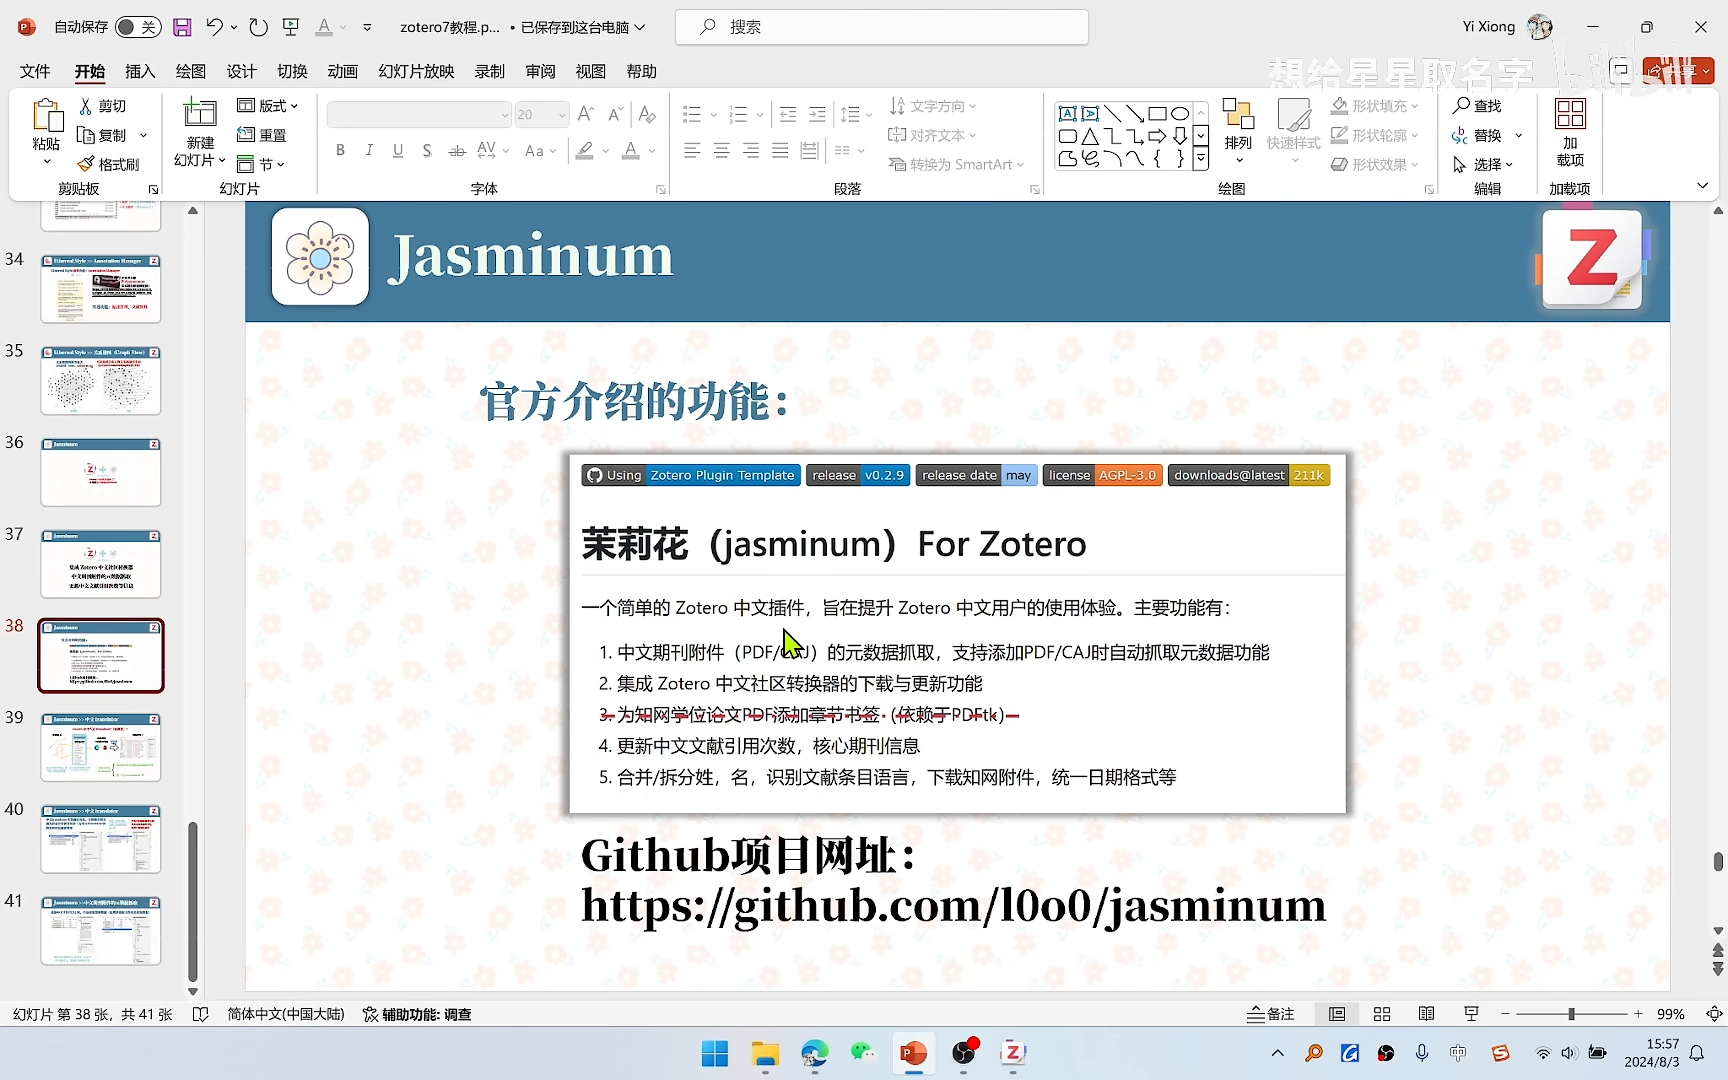 自动保存 关 zotero7教程.p... • 已保存到这台电脑 搜索 Yi Xiong
文件 开始 插入 绘图 设计 切换 动画 幻灯片放映 录制 审阅 视图 帮助
想给星星取名字 bilibili
粘贴 剪切 复制 格式刷 剪贴板
新建 幻灯片 版式 重置 节 幻灯片
20 B I U S ab AV Aa A 字体
文字方向 对齐文本 转换为 SmartArt 段落
排列 快速样式 形状填充 形状轮廓 形状效果 绘图
查找 替换 选择 编辑
加载项 加载项
34
35
36
37
38
39
40
41
Jasminum
Z
官方介绍的功能：
Using Zotero Plugin Template release v0.2.9 release date may license AGPL-3.0 downloads@latest 211k
茉莉花（jasminum）For Zotero
一个简单的 Zotero 中文插件，旨在提升 Zotero 中文用户的使用体验。主要功能有：
1. 中文期刊附件（PDF/CAJ）的元数据抓取，支持添加PDF/CAJ时自动抓取元数据功能
2. 集成 Zotero 中文社区转换器的下载与更新功能
3. 为知网学位论文PDF添加章节书签（依赖于PDFtk）
4. 更新中文文献引用次数，核心期刊信息
5. 合并/拆分姓，名，识别文献条目语言，下载知网附件，统一日期格式等
Github项目网址：
https://github.com/l0o0/jasminum
幻灯片 第 38 张，共 41 张 简体中文(中国大陆) 辅助功能: 调查 备注 99%
中 15:57
2024/8/3